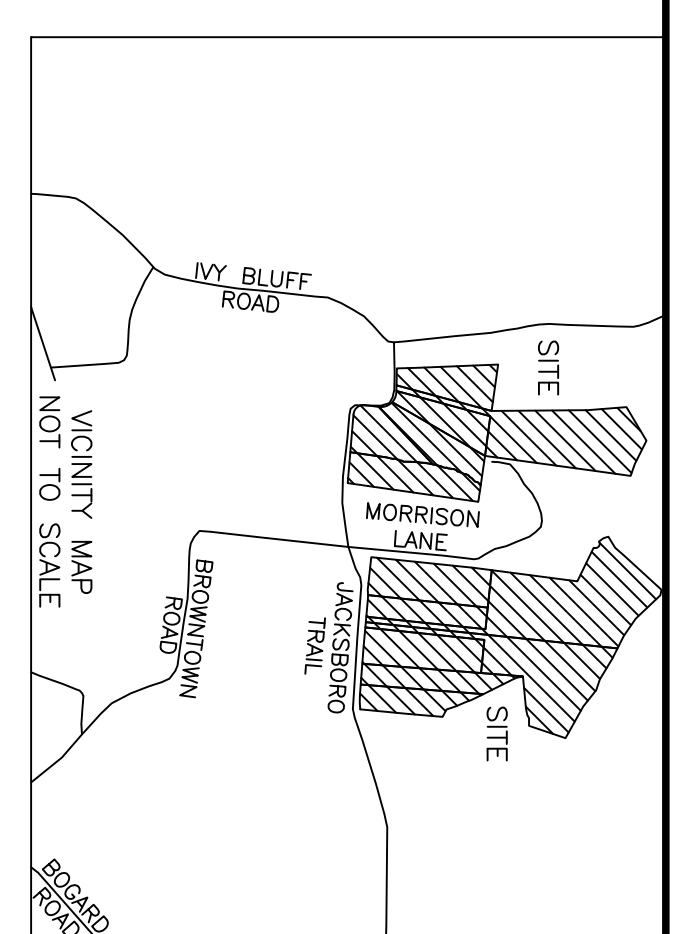 IVY BLUFF
ROAD
SITE
VICINITY MAP
NOT TO SCALE
MORRISON
LANE
BROWNTOWN
ROAD
JACKSBORO
TRAIL
SITE
BOGARD
ROAD